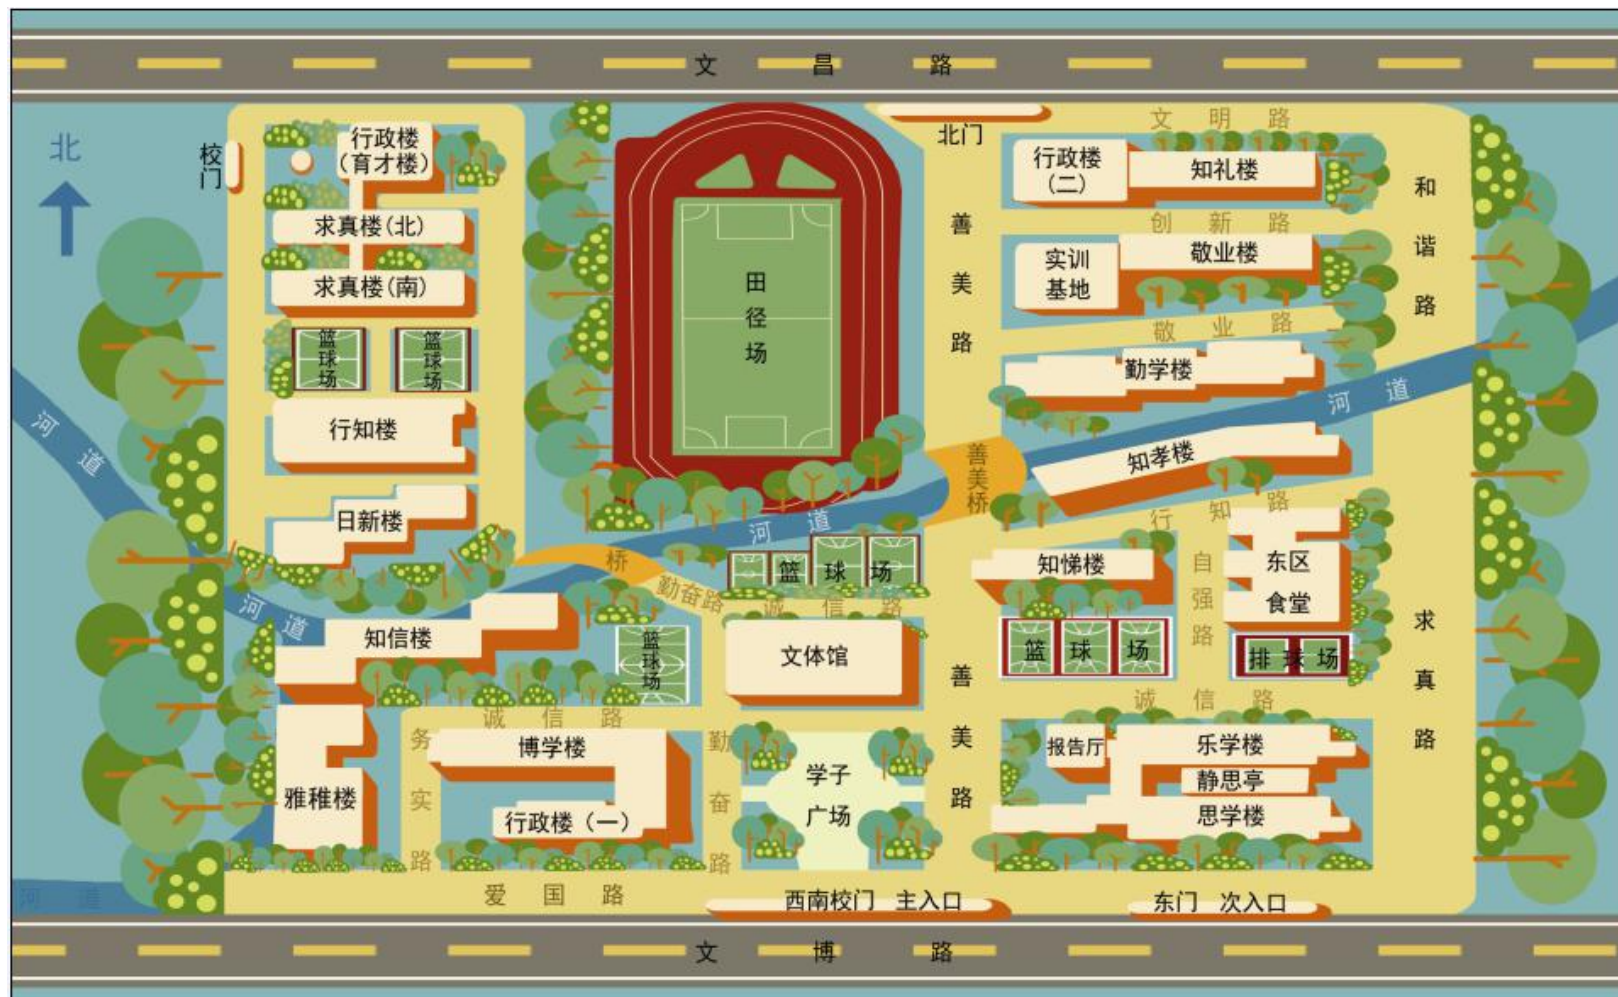 文昌路
北
校门
行政楼
（育才楼）
求真楼(北)
求真楼(南)
篮球场
篮球场
行知楼
日新楼
河道
田径场
北门
文明路
行政楼
(二)
知礼楼
创新路
实训
基地
敬业楼
敬业路
善美路
和谐路
勤学楼
河道
知孝楼
善美桥
行知路
河道
桥
勤奋路
篮球场
诚信路
河道
知信楼
篮球场
文体馆
知悌楼
自强路
东区
食堂
篮球场
排球场
求真路
诚信路
善美路
诚信路
务实路
博学楼
行政楼（一）
勤奋路
学子
广场
报告厅
乐学楼
静思亭
思学楼
雅稚楼
爱国路
西南校门 主入口
东门 次入口
河道
文博路